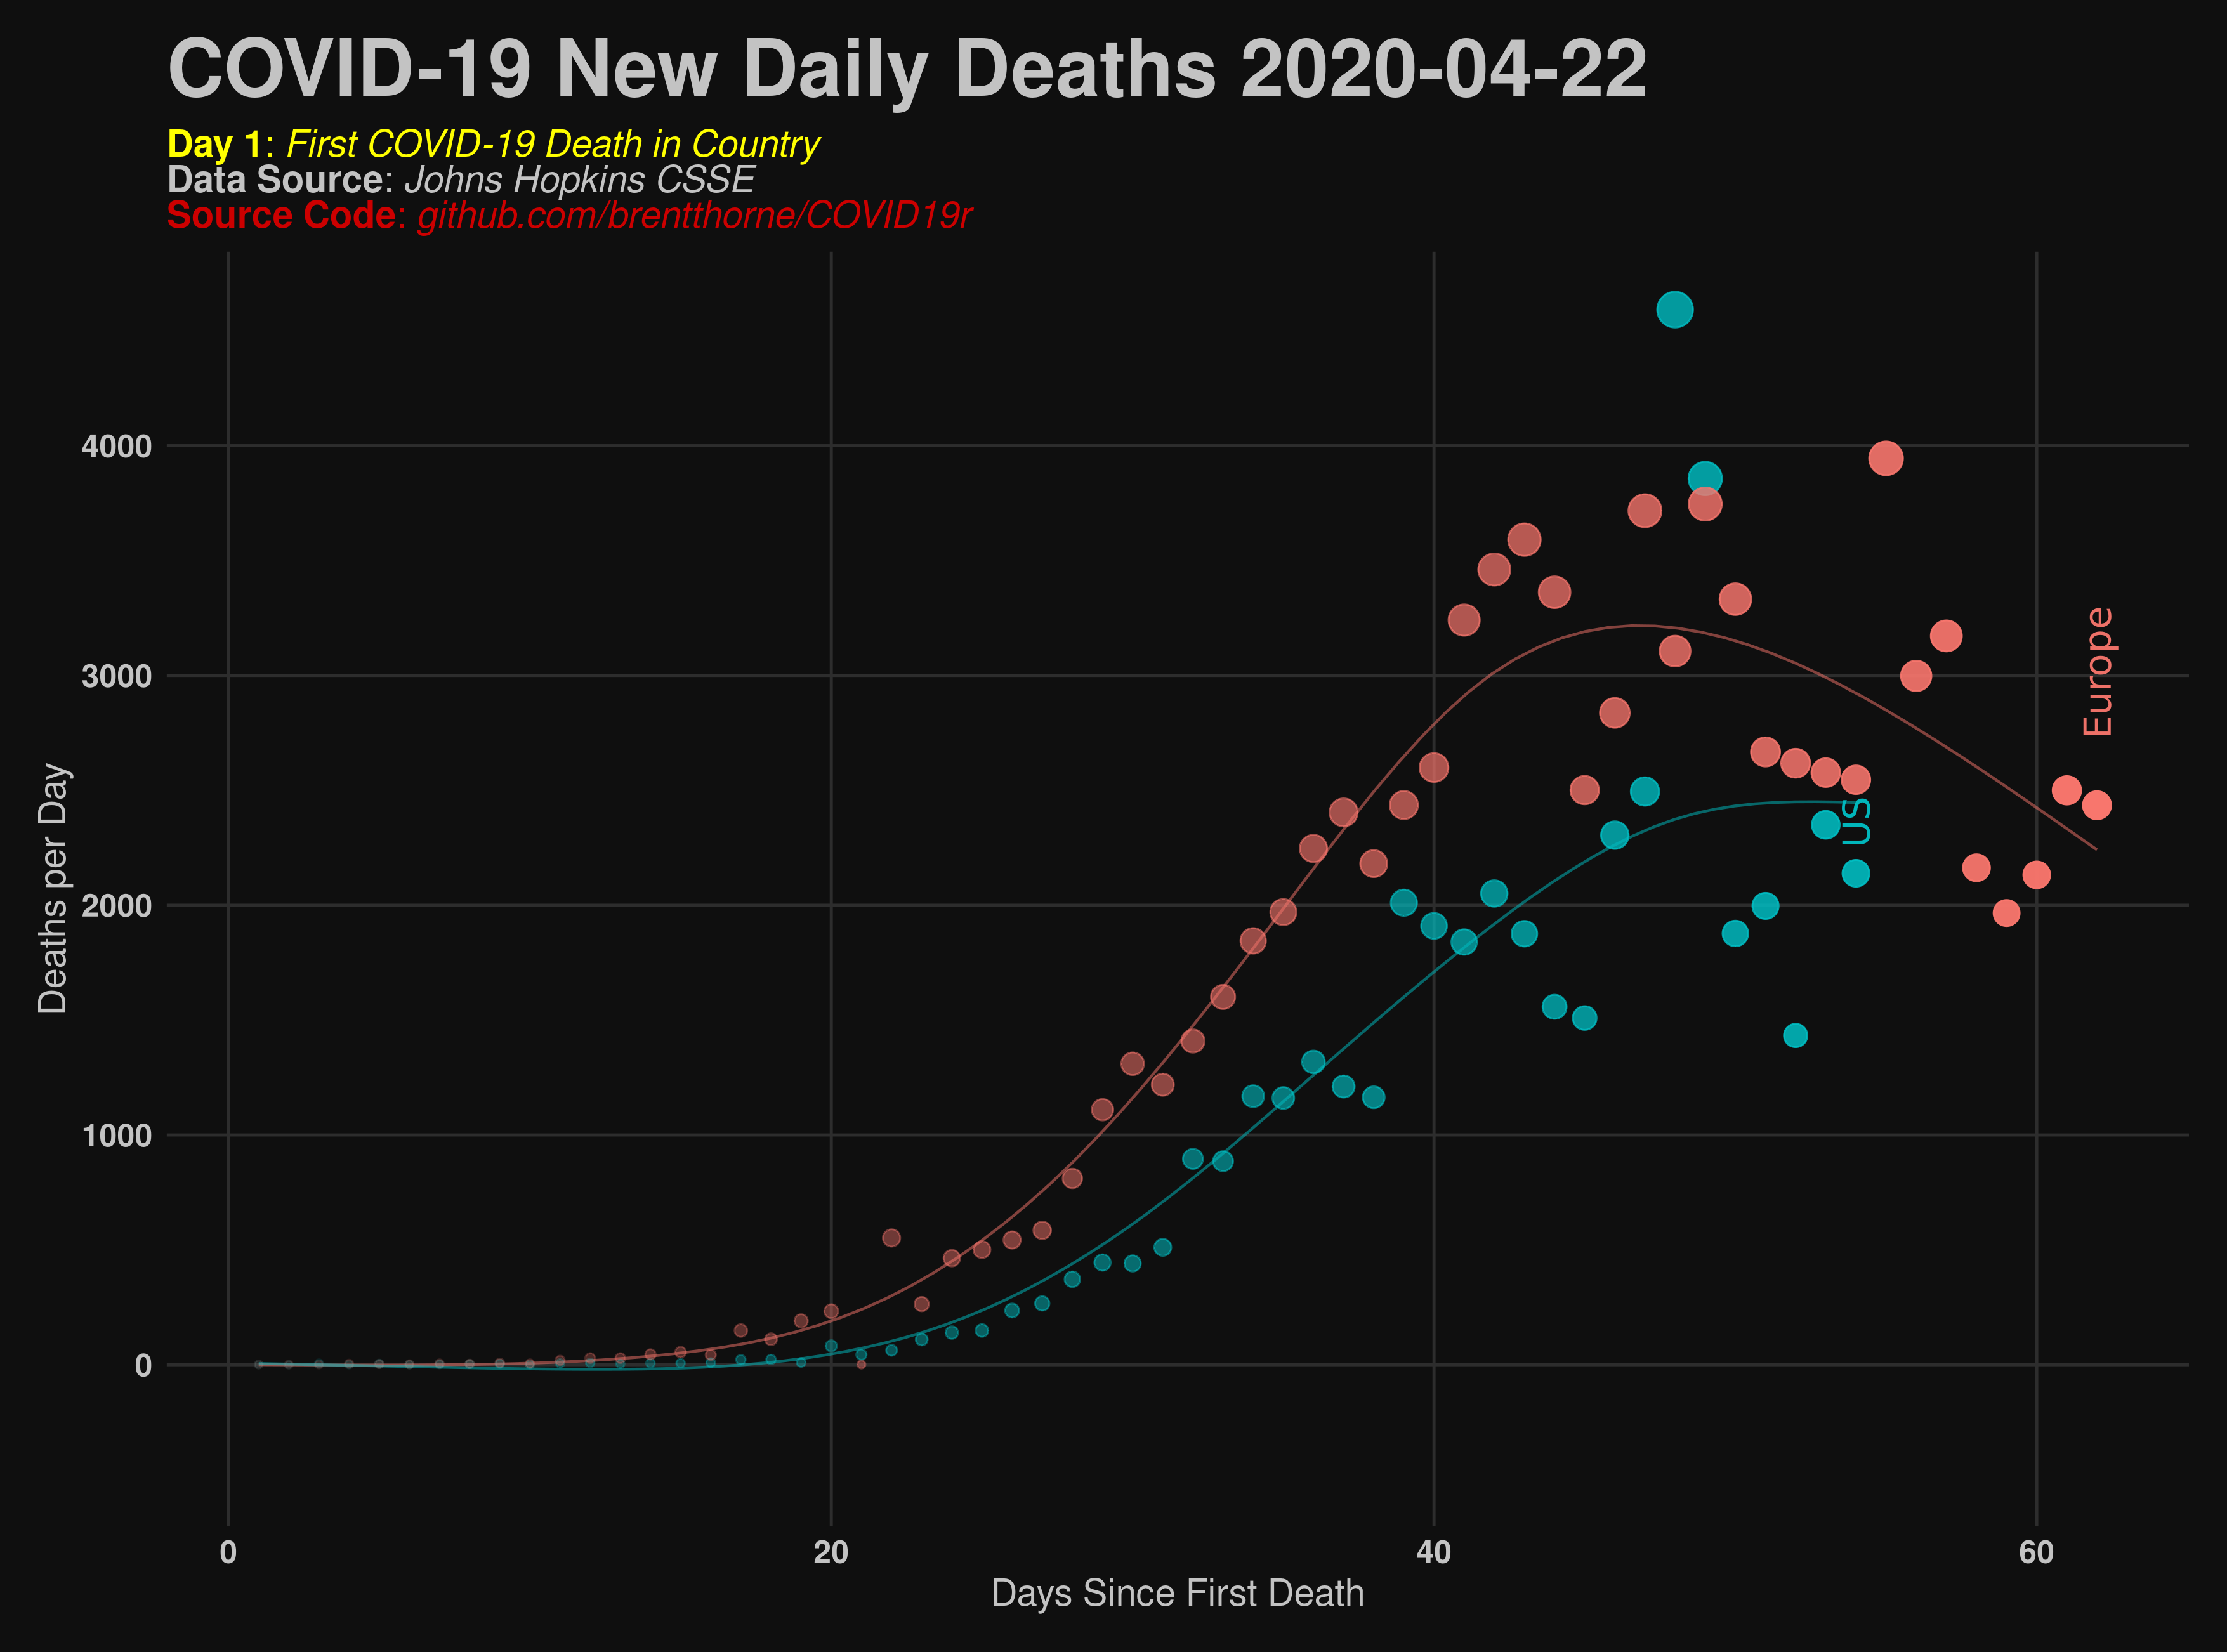 COVID-19 New Daily Deaths 2020-04-22
Day 1: First COVID-19 Death in Country
Data Source: Johns Hopkins CSSE
Source Code: github.com/brentthorne/COVID19r
4000
3000
2000
1000
0
Deaths per Day
Europe
US
0 20 40 60
Days Since First Death